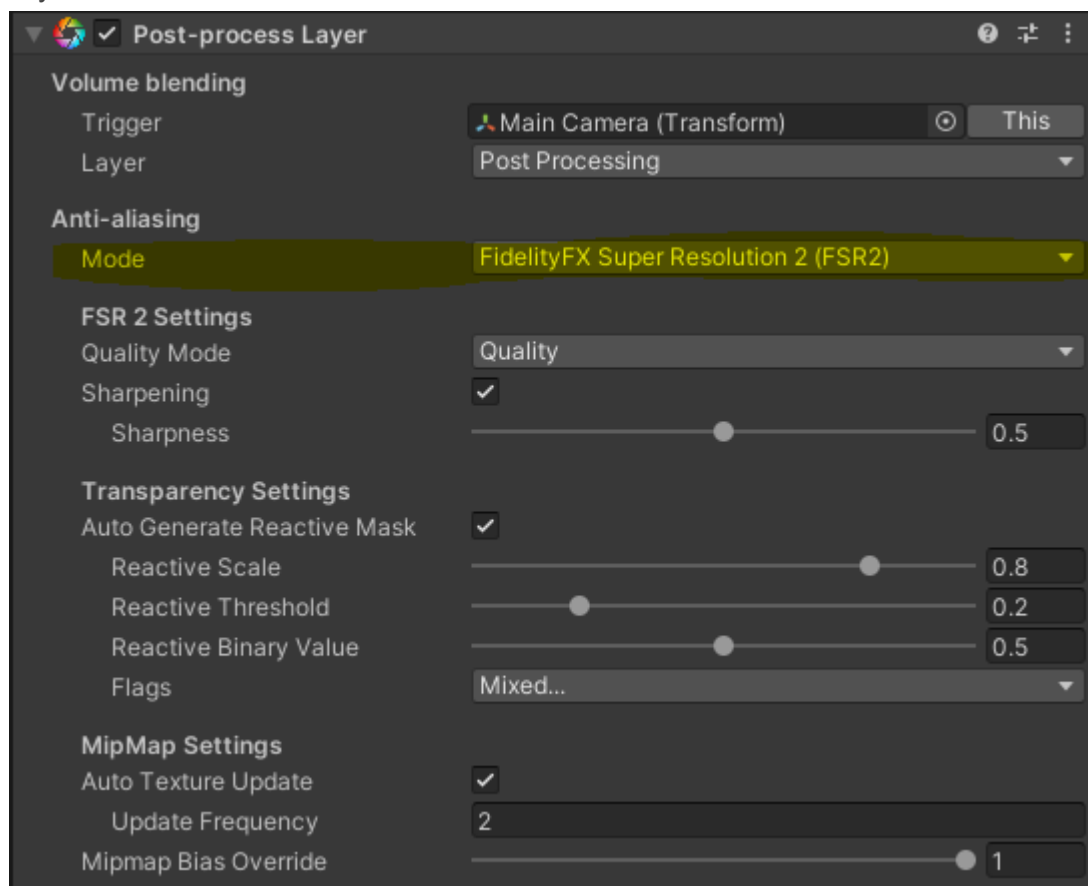 Post-process Layer
Volume blending
Trigger Main Camera (Transform) This
Layer Post Processing
Anti-aliasing
Mode FidelityFX Super Resolution 2 (FSR2)
FSR 2 Settings
Quality Mode Quality
Sharpening
Sharpness 0.5
Transparency Settings
Auto Generate Reactive Mask
Reactive Scale 0.8
Reactive Threshold 0.2
Reactive Binary Value 0.5
Flags Mixed...
MipMap Settings
Auto Texture Update
Update Frequency 2
Mipmap Bias Override 1